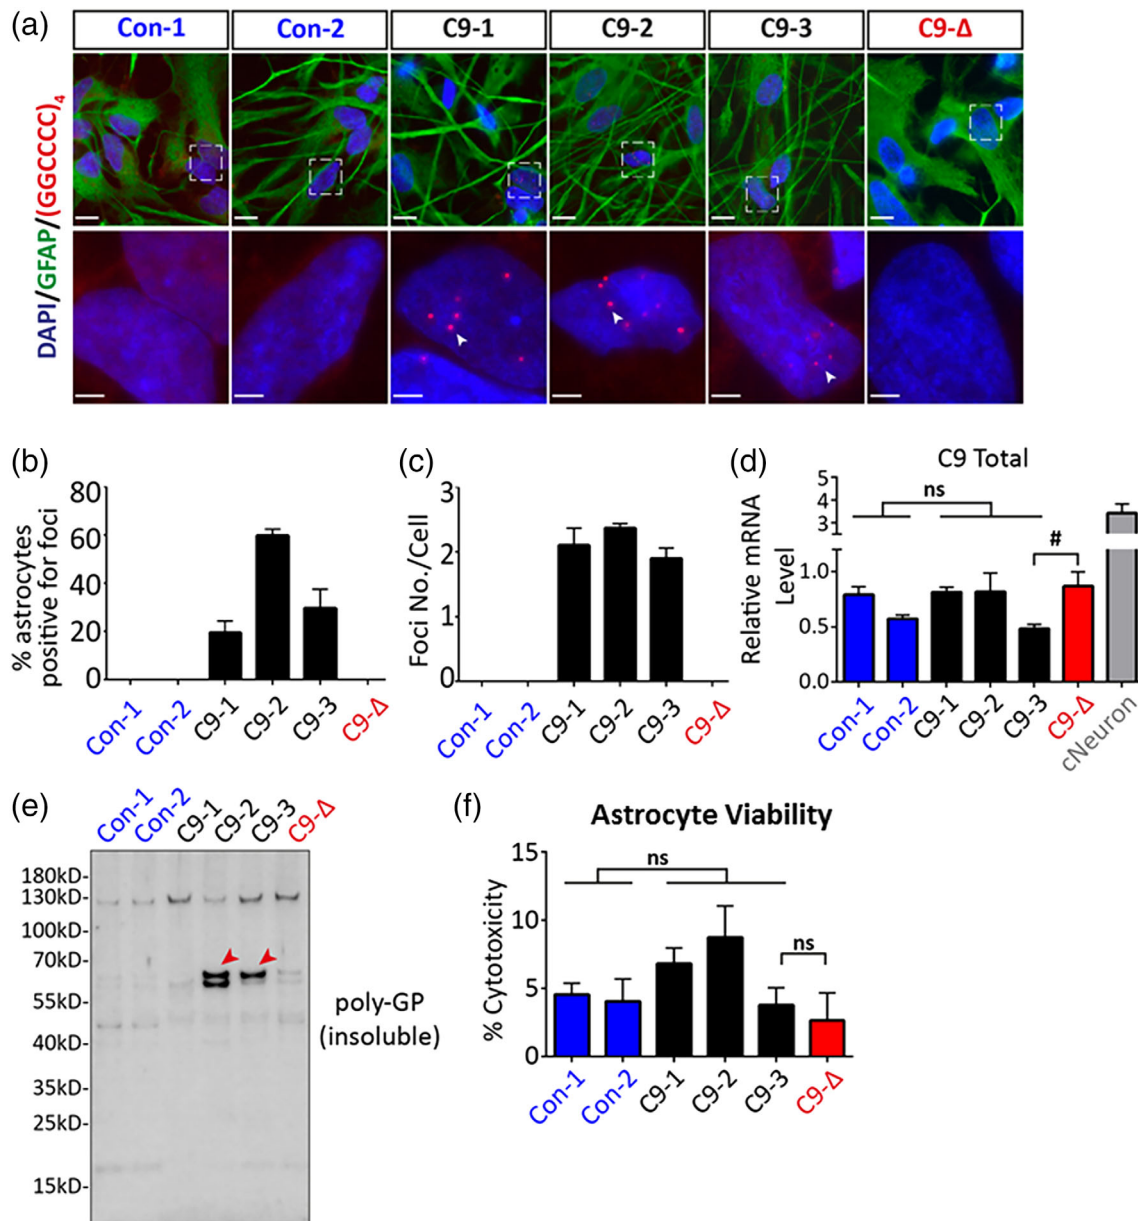 (a)
Con-1 Con-2 C9-1 C9-2 C9-3 C9-Δ
DAPI/GFAP/(GGCCCC)4
(b)
% astrocytes
positive for foci
80
60
40
20
0
Con-1 Con-2 C9-1 C9-2 C9-3 C9-Δ
(c)
Foci No./Cell
3
2
1
0
Con-1 Con-2 C9-1 C9-2 C9-3 C9-Δ
(d)
C9 Total
Relative mRNA
Level
5
4
3
1.0
0.5
0.0
ns
#
Con-1 Con-2 C9-1 C9-2 C9-3 C9-Δ cNeuron
(e)
Con-1 Con-2 C9-1 C9-2 C9-3 C9-Δ
180kD-
130kD-
100kD-
70kD-
55kD-
40kD-
35kD-
25kD-
15kD-
poly-GP
(insoluble)
(f)
Astrocyte Viability
% Cytotoxicity
15
10
5
0
ns
ns
Con-1 Con-2 C9-1 C9-2 C9-3 C9-Δ